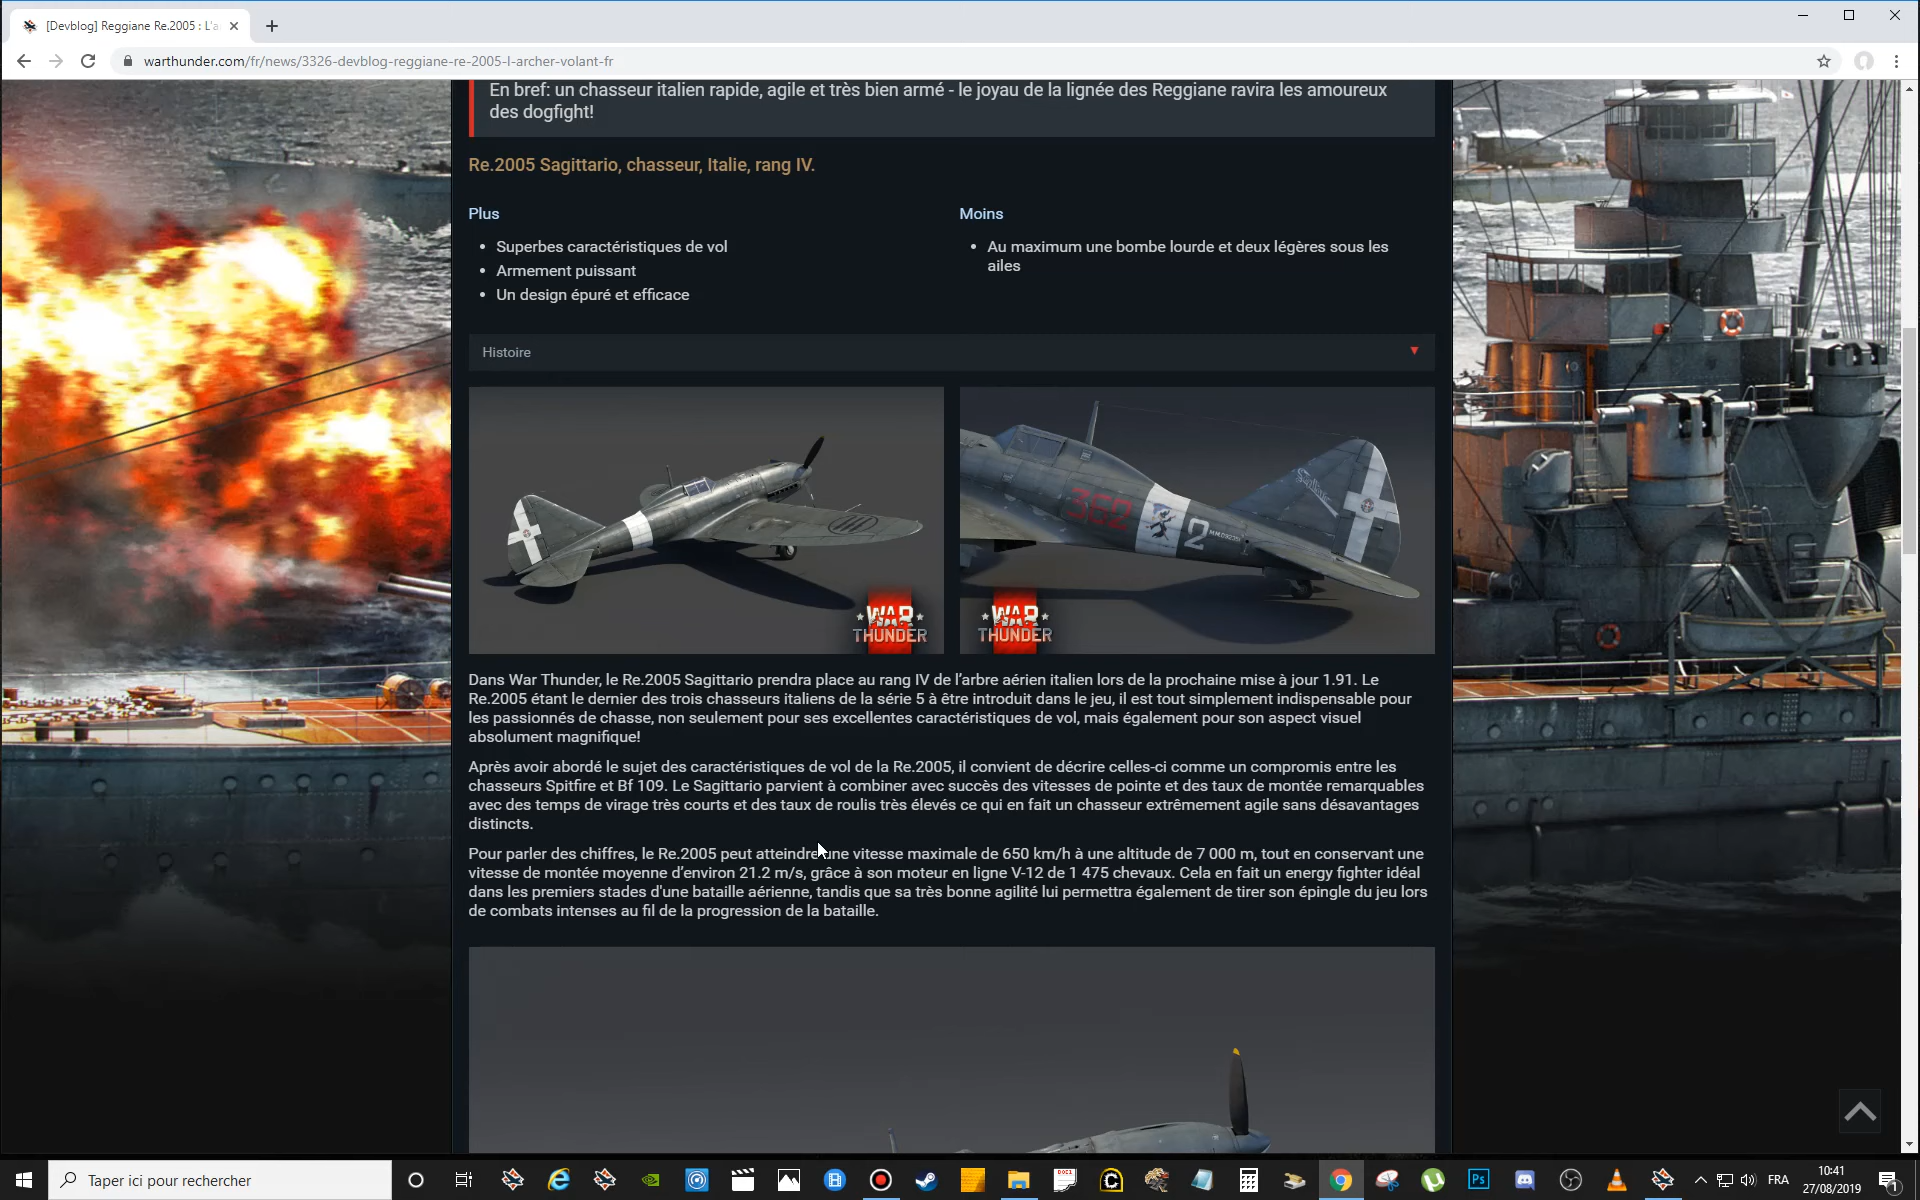 [Devblog] Reggiane Re.2005 : L'a
warthunder.com/fr/news/3326-devblog-reggiane-re-2005-l-archer-volant-fr
En bref: un chasseur italien rapide, agile et très bien armé - le joyau de la lignée des Reggiane ravira les amoureux
des dogfight!
Re.2005 Sagittario, chasseur, Italie, rang IV.
Plus
Superbes caractéristiques de vol
Armement puissant
Un design épuré et efficace
Moins
Au maximum une bombe lourde et deux légères sous les
ailes
Histoire
WAR
THUNDER
352
2
Sagittario
WAR
THUNDER
Dans War Thunder, le Re.2005 Sagittario prendra place au rang IV de l'arbre aérien italien lors de la prochaine mise à jour 1.91. Le
Re.2005 étant le dernier des trois chasseurs italiens de la série 5 à être introduit dans le jeu, il est tout simplement indispensable pour
les passionnés de chasse, non seulement pour ses excellentes caractéristiques de vol, mais également pour son aspect visuel
absolument magnifique!
Après avoir abordé le sujet des caractéristiques de vol de la Re.2005, il convient de décrire celles-ci comme un compromis entre les
chasseurs Spitfire et Bf 109. Le Sagittario parvient à combiner avec succès des vitesses de pointe et des taux de montée remarquables
avec des temps de virage très courts et des taux de roulis très élevés ce qui en fait un chasseur extrêmement agile sans désavantages
distincts.
Pour parler des chiffres, le Re.2005 peut atteindre une vitesse maximale de 650 km/h à une altitude de 7 000 m, tout en conservant une
vitesse de montée moyenne d'environ 21.2 m/s, grâce à son moteur en ligne V-12 de 1 475 chevaux. Cela en fait un energy fighter idéal
dans les premiers stades d'une bataille aérienne, tandis que sa très bonne agilité lui permettra également de tirer son épingle du jeu lors
de combats intenses au fil de la progression de la bataille.
Taper ici pour rechercher
Ps
FRA
10:41
27/08/2019
1